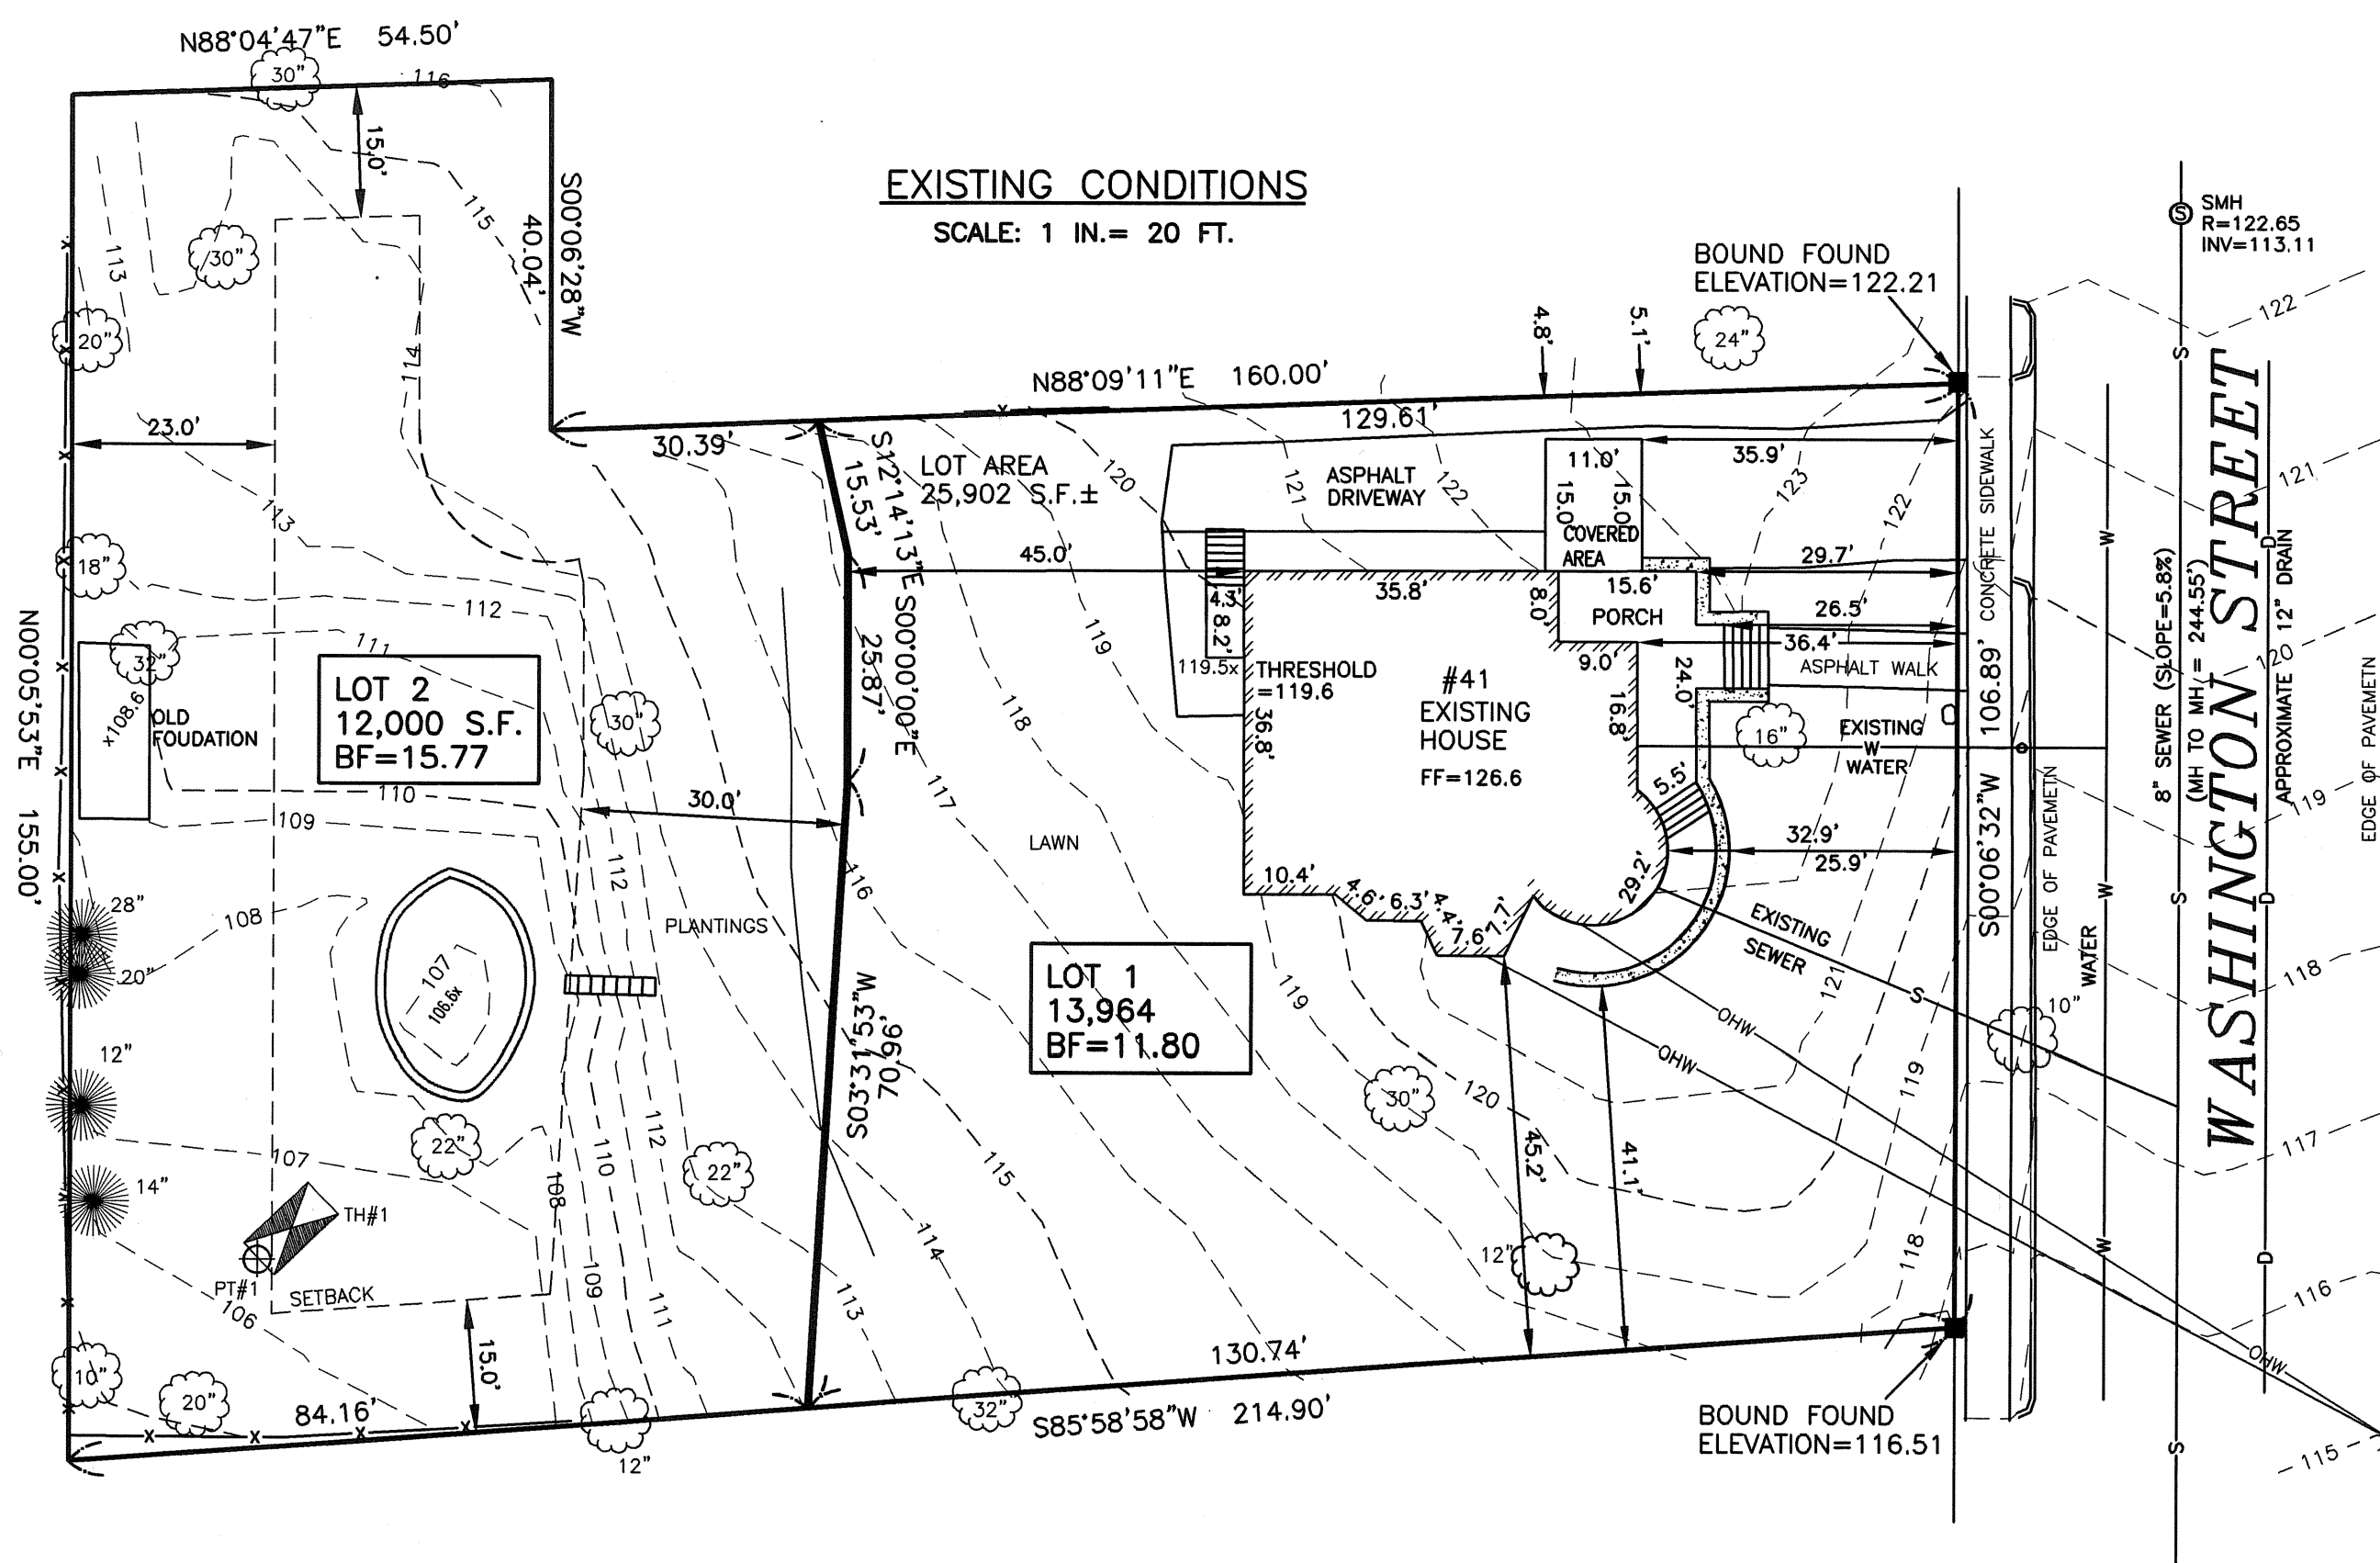 N88°04'47"E 54.50'
30"
116
15.0'
115
S00°06'28"W
40.04'
EXISTING CONDITIONS
SCALE: 1 IN.= 20 FT.
SMH
R=122.65
INV=113.11
BOUND FOUND
ELEVATION=122.21
113
30"
20"
114
4.8'
5.1'
24"
122
N88°09'11"E 160.00'
129.61'
23.0'
30.39'
S12°14'13"E
15.53'
LOT AREA
25,902 S.F.±
120
121
122
ASPHALT
DRIVEWAY
11.0'
15.0'
15.0'
COVERED
AREA
35.9'
123
122
CONCRETE SIDEWALK
121
113
18"
45.0'
35.8'
8.0'
15.6'
PORCH
29.7'
26.5'
36.4'
ASPHALT WALK
112
111
S00°00'00"E
25.87'
119
4.3'
8.2'
119.5x
THRESHOLD
=119.6
36.8'
#41
EXISTING
HOUSE
FF=126.6
9.0'
16.8'
24.0'
16"
EXISTING
W
WATER
N00°05'53"E 155.00'
32"
+108.6
OLD
FOUDATION
LOT 2
12,000 S.F.
BF=15.77
30"
118
117
S00°06'32"W 106.89'
8" SEWER (SLOPE=5.8%)
(MH TO MH = 244.55')
WASHINGTON STREET
APPROXIMATE 12" DRAIN
120
119
EDGE OF PAVEMETN
EDGE OF PAVEMETN
WATER
110
109
30.0'
112
116
LAWN
10.4'
4.6'
6.3'
4.4'
7.6'
7.7'
29.2'
5.5'
32.9'
25.9'
28"
20"
108
107
106.6x
PLANTINGS
EXISTING
SEWER
S
121
118
10"
LOT 1
13,964
BF=11.80
S03°31'53"W
70.96'
119
120
30"
OHW
OHW
119
12"
14"
107
22"
22"
108
110
112
115
45.2'
41.1'
117
TH#1
PT#1
106
SETBACK
109
111
113
114
12"
118
116
OHW
15.0'
10"
20"
84.16'
12"
32"
130.74'
S85°58'58"W 214.90'
BOUND FOUND
ELEVATION=116.51
115
S
S
S
S
D
D
D
W
W
W
x
x
x
x